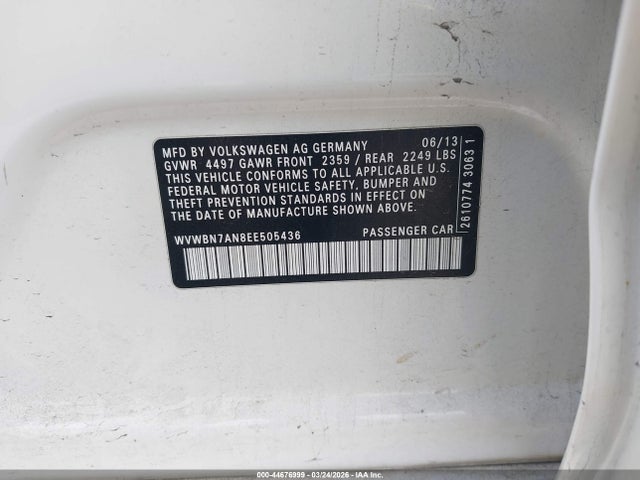 MFD BY VOLKSWAGEN AG GERMANY 06/13
GVWR 4497 GAWR FRONT 2359 / REAR 2249 LBS
THIS VEHICLE CONFORMS TO ALL APPLICABLE U.S.
FEDERAL MOTOR VEHICLE SAFETY, BUMPER AND
THEFT PREVENTION STANDARDS IN EFFECT ON
THE DATE OF MANUFACTURE SHOWN ABOVE.
WVWBN7AN8EE505436 PASSENGER CAR
2610774 3063 1
000-44676999 - 03/24/2026 - IAAI, INC.